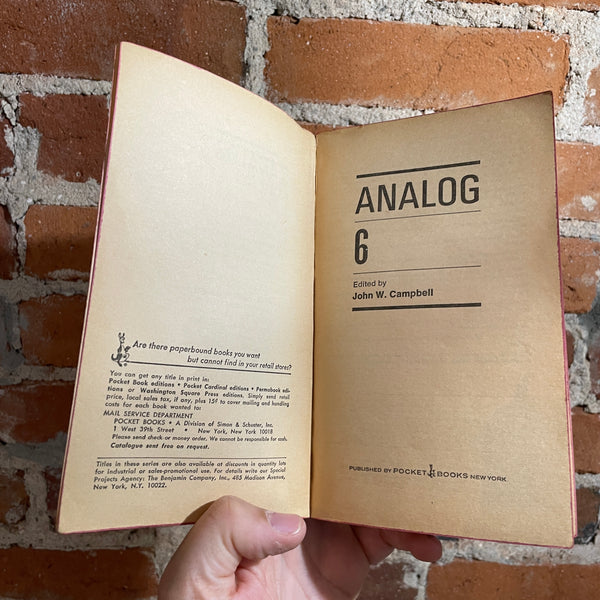 Are there paperbound books you want
but cannot find in your retail stores?
You can get any title in print in:
Pocket Book editions • Pocket Cardinal editions • Permabook edi-
tions or Washington Square Press editions. Simply send retail
price, local sales tax, if any, plus 15¢ to cover mailing and handling
costs for each book wanted to:
MAIL SERVICE DEPARTMENT
POCKET BOOKS • A Division of Simon & Schuster, Inc.
1 West 39th Street • New York, New York 10018
Please send check or money order. We cannot be responsible for cash.
Catalogue sent free on request.
Titles in these series are also available at discounts in quantity lots
for industrial or sales-promotional use. For details write our Special
Projects Agency: The Benjamin Company, Inc., 485 Madison Avenue,
New York, N.Y. 10022.
ANALOG
6
Edited by
John W. Campbell
PUBLISHED BY POCKET BOOKS NEW YORK